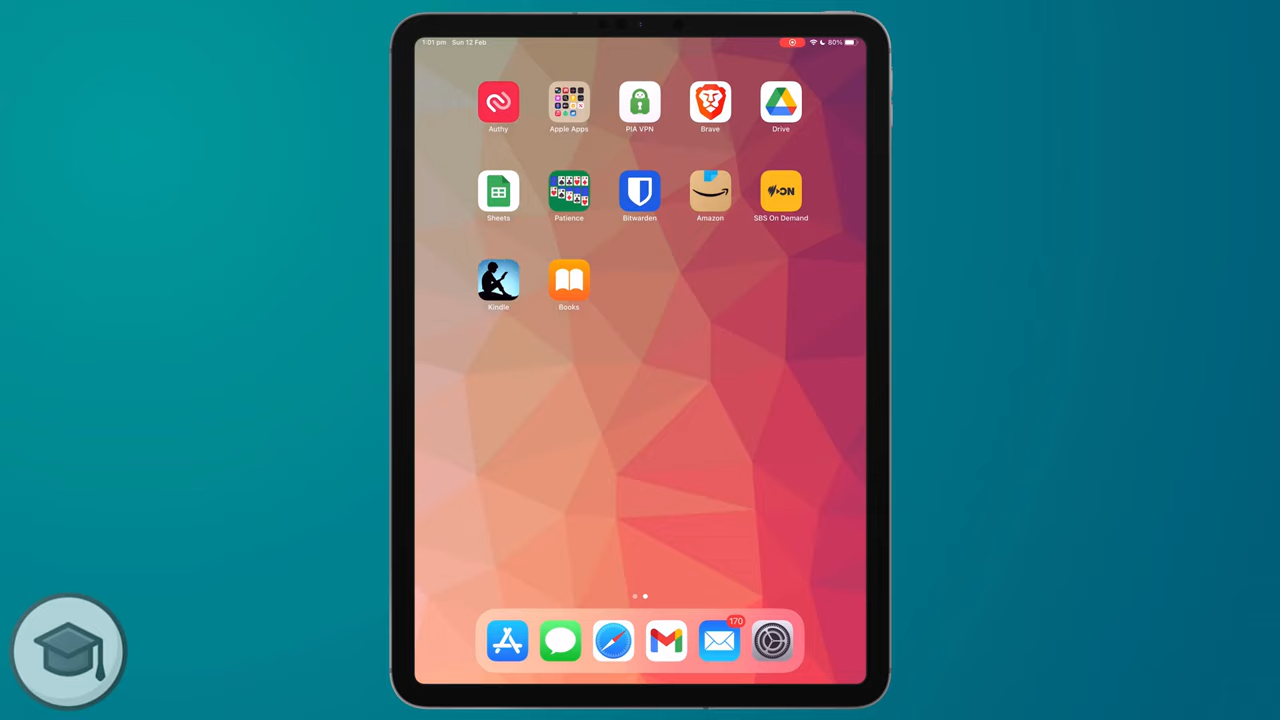 1:01 pm Sun 12 Feb 80%
Authy Apple Apps PIA VPN Brave Drive
ON
Sheets Patience Bitwarden Amazon SBS On Demand
Kindle Books
170